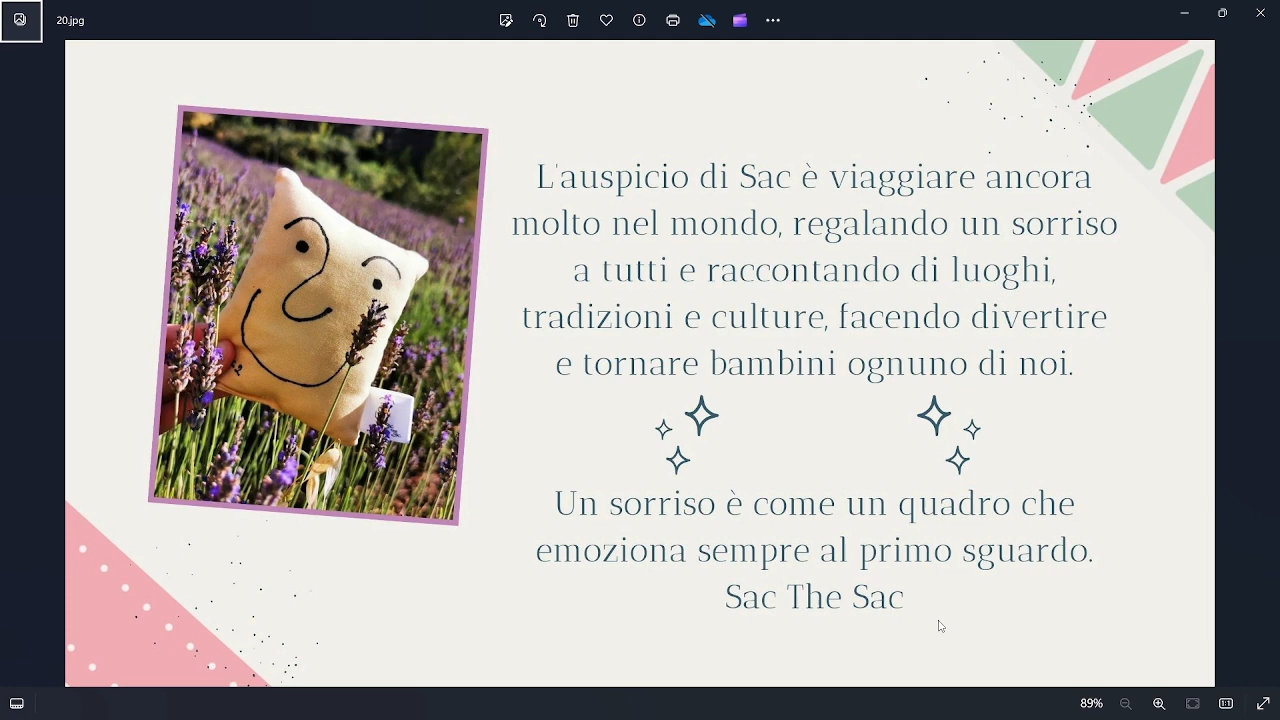 20.jpg
L'auspicio di Sac è viaggiare ancora
molto nel mondo, regalando un sorriso
a tutti e raccontando di luoghi,
tradizioni e culture, facendo divertire
e tornare bambini ognuno di noi.
Un sorriso è come un quadro che
emoziona sempre al primo sguardo.
Sac The Sac
89%